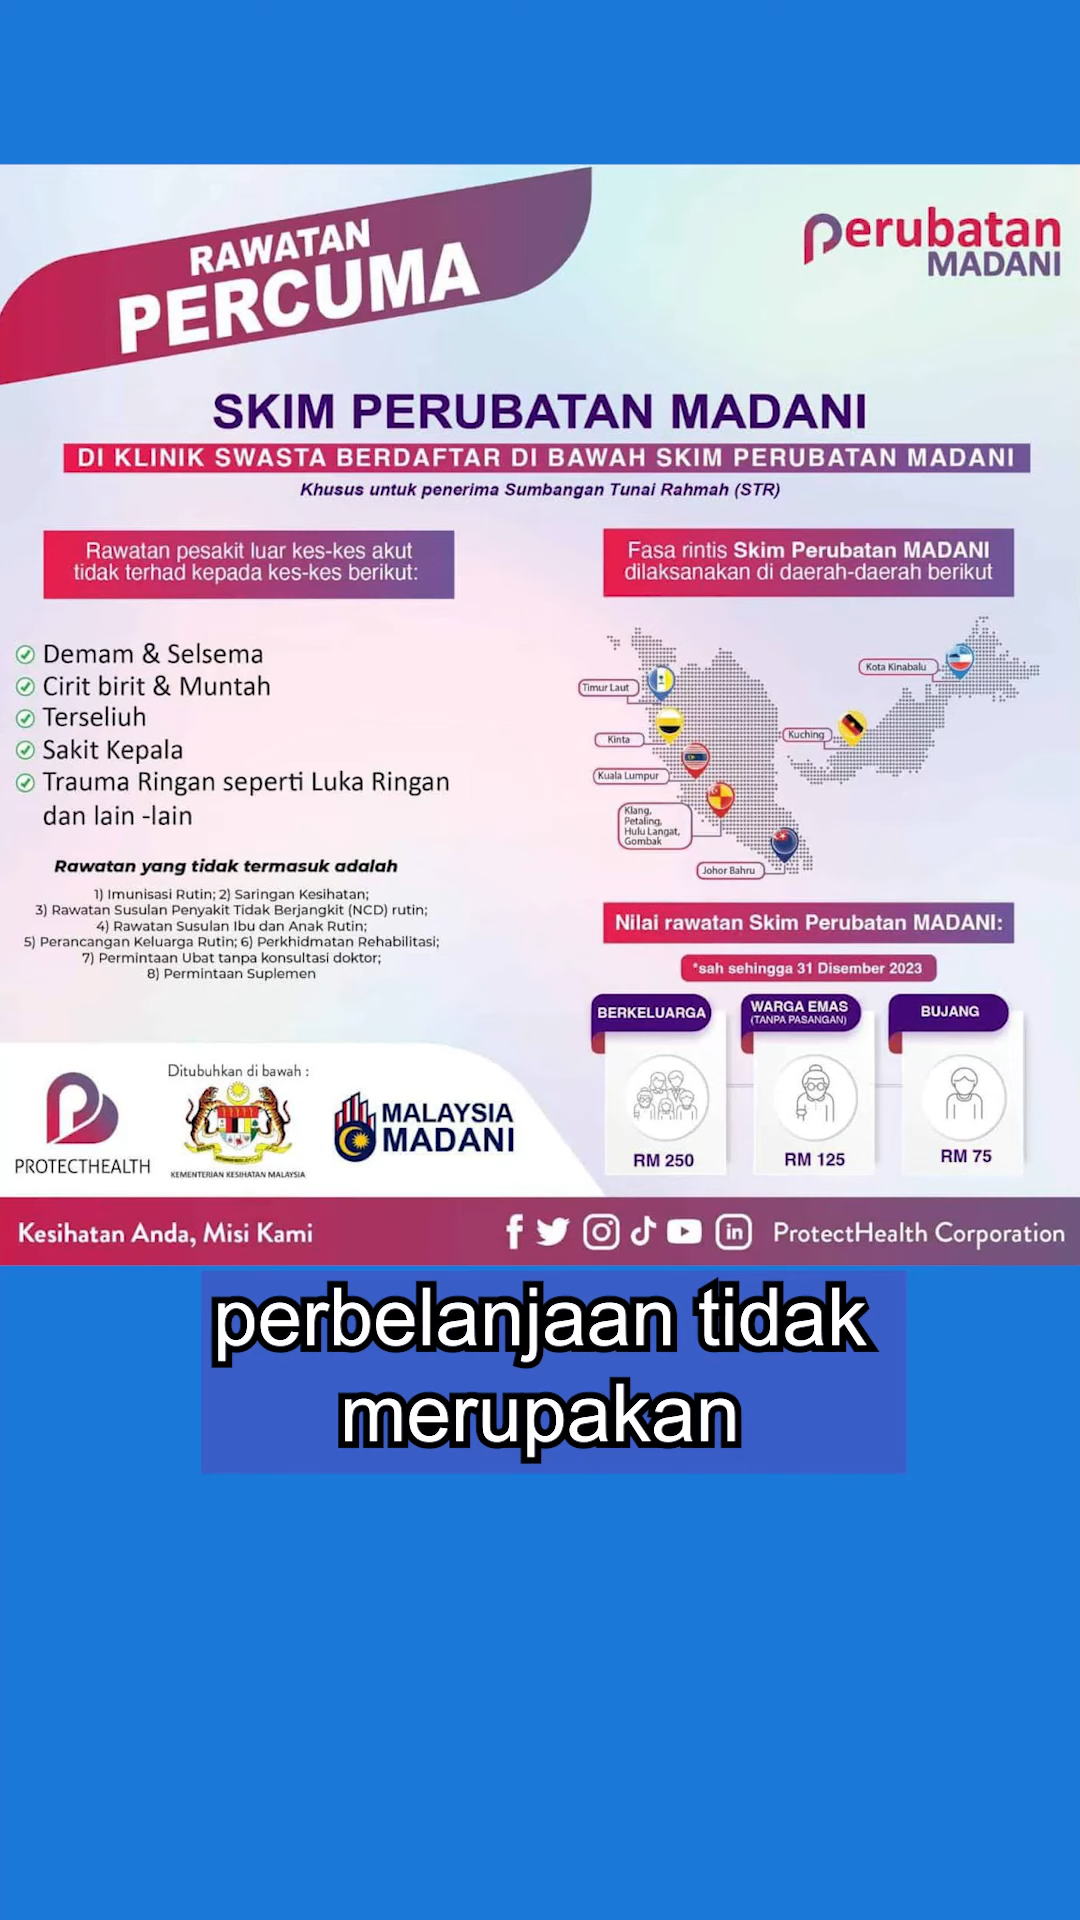 RAWATAN
PERCUMA
Perubatan
MADANI
SKIM PERUBATAN MADANI
DI KLINIK SWASTA BERDAFTAR DI BAWAH SKIM PERUBATAN MADANI
Khusus untuk penerima Sumbangan Tunai Rahmah (STR)
Rawatan pesakit luar kes-kes akut
tidak terhad kepada kes-kes berikut:
Demam & Selsema
Cirit birit & Muntah
Terseliuh
Sakit Kepala
Trauma Ringan seperti Luka Ringan
dan lain -lain
Rawatan yang tidak termasuk adalah
1) Imunisasi Rutin; 2) Saringan Kesihatan;
3) Rawatan Susulan Penyakit Tidak Berjangkit (NCD) rutin;
4) Rawatan Susulan Ibu dan Anak Rutin;
5) Perancangan Keluarga Rutin; 6) Perkhidmatan Rehabilitasi;
7) Permintaan Ubat tanpa konsultasi doktor;
8) Permintaan Suplemen
Fasa rintis Skim Perubatan MADANI
dilaksanakan di daerah-daerah berikut
Kota Kinabalu
Timur Laut
Kuching
Kinta
Kuala Lumpur
Klang,
Petaling,
Hulu Langat,
Gombak
Johor Bahru
Nilai rawatan Skim Perubatan MADANI:
*sah sehingga 31 Disember 2023
BERKELUARGA
WARGA EMAS
(TANPA PASANGAN)
BUJANG
RM 250
RM 125
RM 75
Ditubuhkan di bawah :
PROTECTHEALTH
KEMENTERIAN KESIHATAN MALAYSIA
MALAYSIA
MADANI
Kesihatan Anda, Misi Kami
ProtectHealth Corporation
perbelanjaan tidak
merupakan